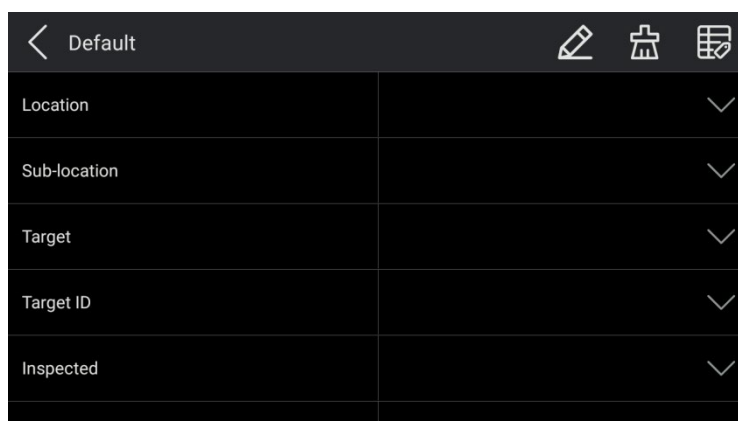 Default
Location
Sub-location
Target
Target ID
Inspected